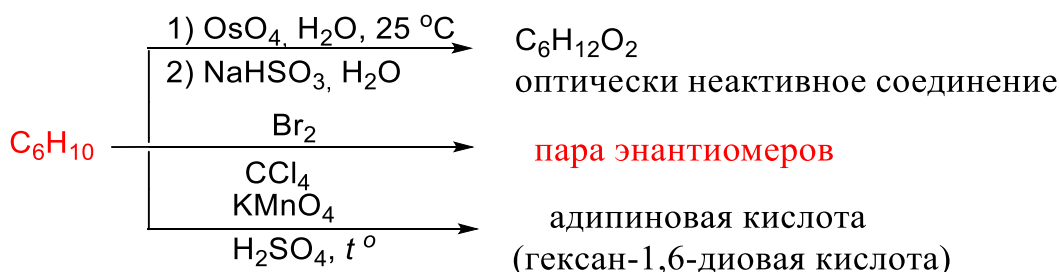 1) OsO₄, H₂O, 25 °C
2) NaHSO₃, H₂O
C₆H₁₂O₂
оптически неактивное соединение
C₆H₁₀
Br₂
CCl₄
пара энантиомеров
KMnO₄
H₂SO₄, t °
адипиновая кислота
(гексан-1,6-диовая кислота)